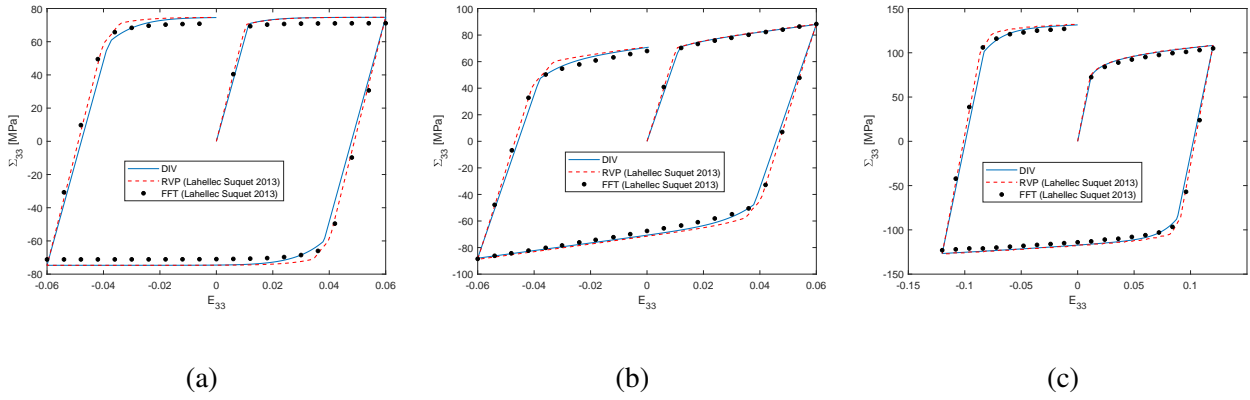 80
60
40
20
0
-20
-40
-60
-80
Σ33 [MPa]
-0.06
-0.04
-0.02
0
0.02
0.04
0.06
E33
DIV
RVP (Lahellec Suquet 2013)
FFT (Lahellec Suquet 2013)
(a)
100
80
60
40
20
0
-20
-40
-60
-80
-100
Σ33 [MPa]
-0.06
-0.04
-0.02
0
0.02
0.04
0.06
E33
DIV
RVP (Lahellec Suquet 2013)
FFT (Lahellec Suquet 2013)
(b)
150
100
50
0
-50
-100
-150
Σ33 [MPa]
-0.15
-0.1
-0.05
0
0.05
0.1
E33
DIV
RVP (Lahellec Suquet 2013)
FFT (Lahellec Suquet 2013)
(c)